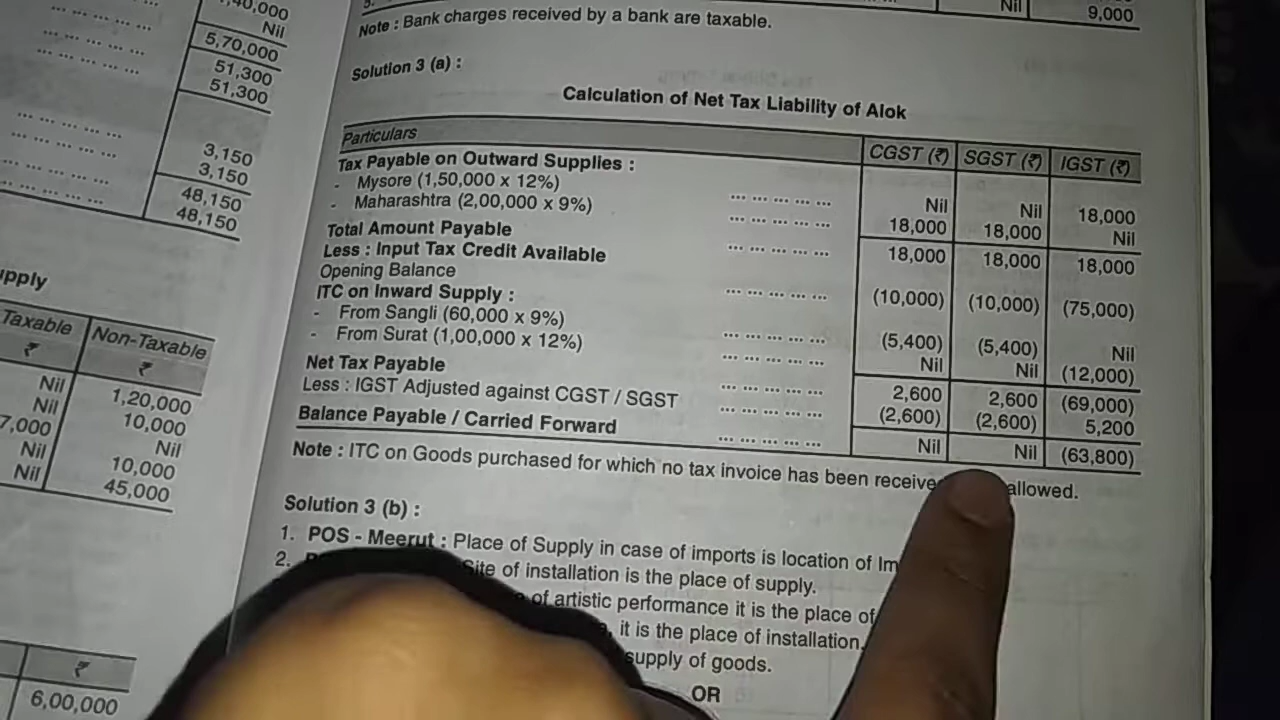 ,40,000
Nil
5,70,000
51,300
51,300
3,150
3,150
48,150
48,150
Taxable Non-Taxable
₹ ₹
Nil 1,20,000
Nil 10,000
7,000 Nil
Nil 10,000
Nil 45,000
₹
6,00,000
Nil 9,000
Note : Bank charges received by a bank are taxable.
Solution 3 (a) :
Calculation of Net Tax Liability of Alok
Particulars CGST (₹) SGST (₹) IGST (₹)
Tax Payable on Outward Supplies :
- Mysore (1,50,000 x 12%) ... ... ... ... ... Nil Nil 18,000
- Maharashtra (2,00,000 x 9%) ... ... ... ... ... 18,000 18,000 Nil
Total Amount Payable ... ... ... ... ... 18,000 18,000 18,000
Less : Input Tax Credit Available
Opening Balance ... ... ... ... ... (10,000) (10,000) (75,000)
ITC on Inward Supply :
- From Sangli (60,000 x 9%) ... ... ... ... ... (5,400) (5,400) Nil
- From Surat (1,00,000 x 12%) ... ... ... ... ... Nil Nil (12,000)
Net Tax Payable ... ... ... ... ... 2,600 2,600 (69,000)
Less : IGST Adjusted against CGST / SGST ... ... ... ... ... (2,600) (2,600) 5,200
Balance Payable / Carried Forward ... ... ... ... ... Nil Nil (63,800)
Note : ITC on Goods purchased for which no tax invoice has been receive allowed.
Solution 3 (b) :
1. POS - Meerut : Place of Supply in case of imports is location of Im
2. Site of installation is the place of supply.
of artistic performance it is the place of
it is the place of installation.
supply of goods.
OR